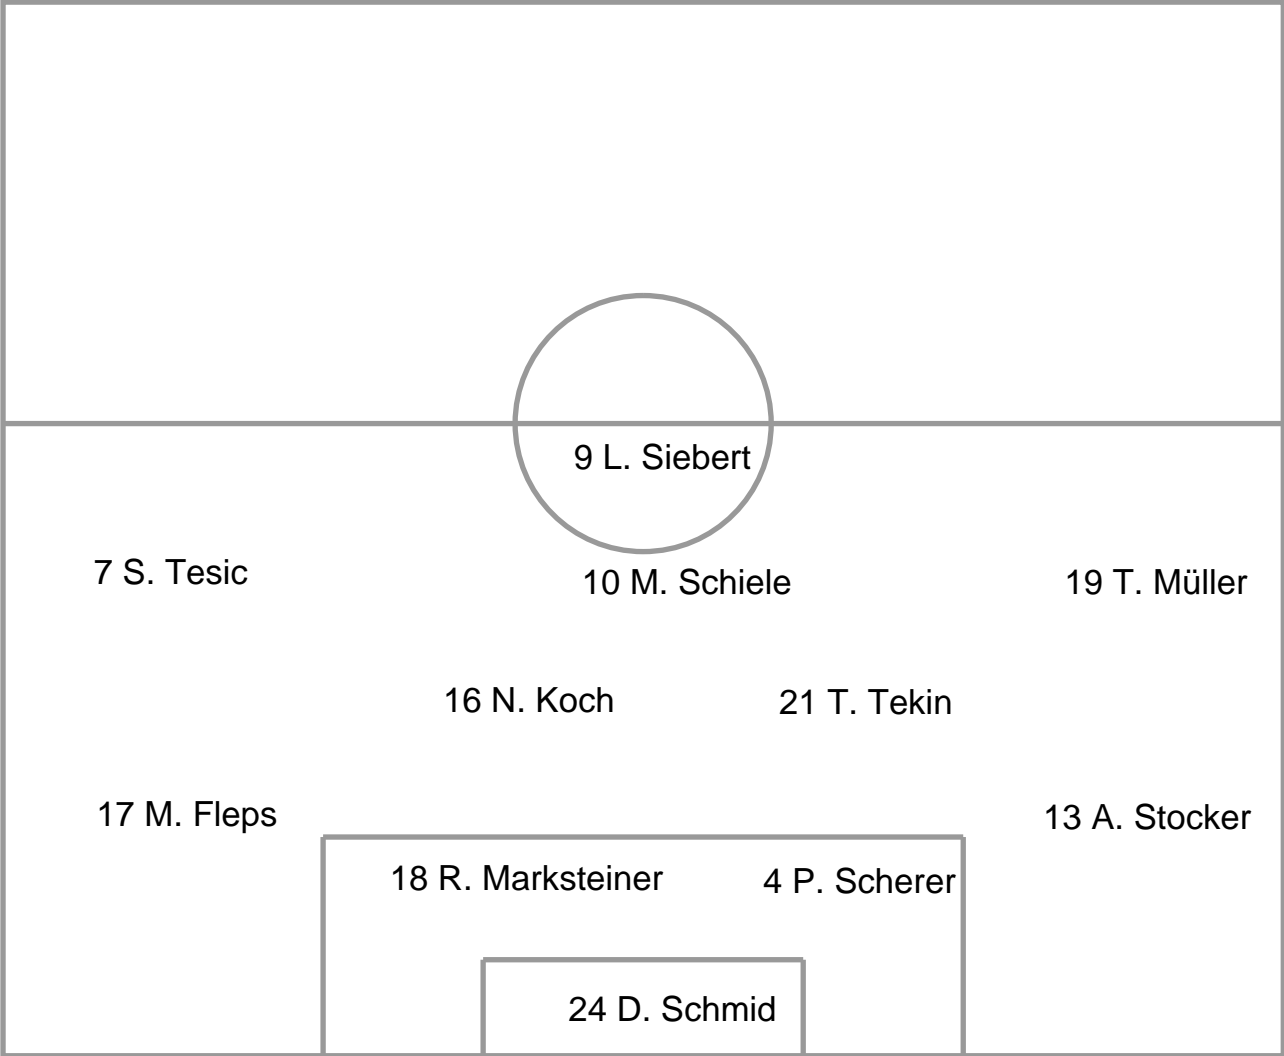 9 L. Siebert
7 S. Tesic
10 M. Schiele
19 T. Müller
16 N. Koch
21 T. Tekin
17 M. Fleps
13 A. Stocker
18 R. Marksteiner
4 P. Scherer
24 D. Schmid